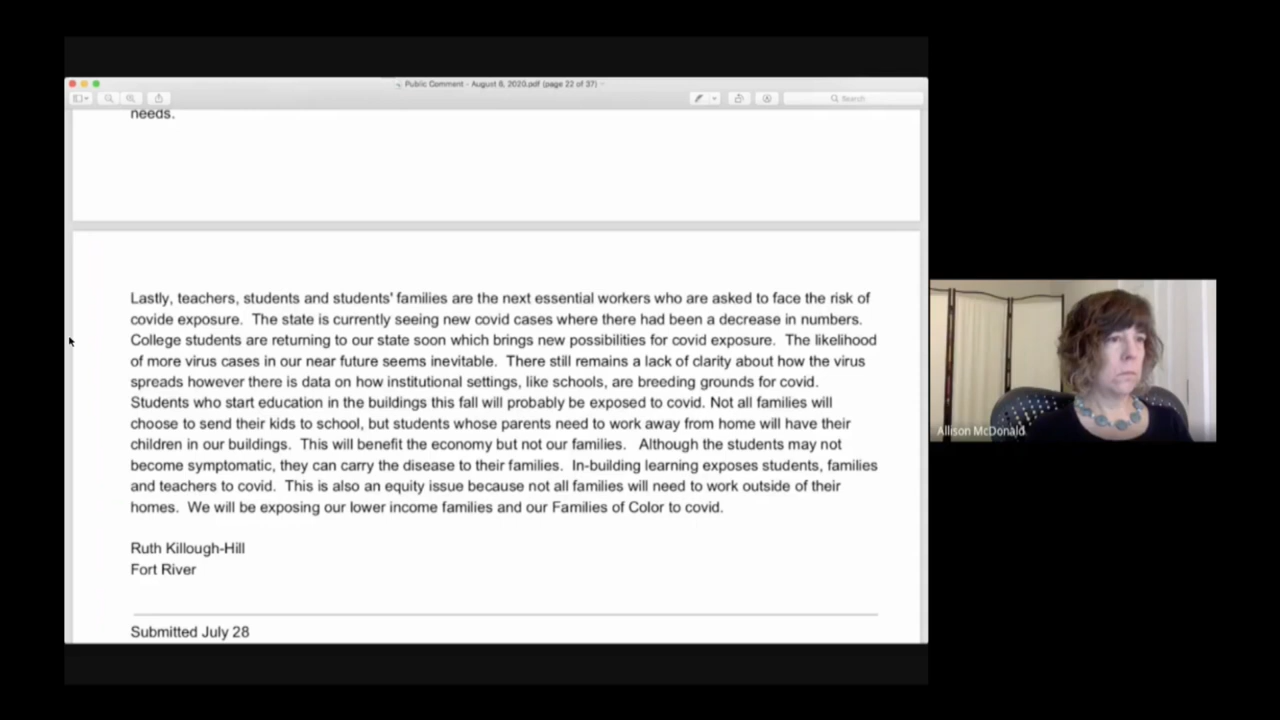 Public Comment - August 6, 2020.pdf (page 22 of 37)
Search
needs.
Lastly, teachers, students and students' families are the next essential workers who are asked to face the risk of
covide exposure.  The state is currently seeing new covid cases where there had been a decrease in numbers.
College students are returning to our state soon which brings new possibilities for covid exposure.  The likelihood
of more virus cases in our near future seems inevitable.  There still remains a lack of clarity about how the virus
spreads however there is data on how institutional settings, like schools, are breeding grounds for covid.
Students who start education in the buildings this fall will probably be exposed to covid. Not all families will
choose to send their kids to school, but students whose parents need to work away from home will have their
children in our buildings.  This will benefit the economy but not our families.   Although the students may not
become symptomatic, they can carry the disease to their families.  In-building learning exposes students, families
and teachers to covid.  This is also an equity issue because not all families will need to work outside of their
homes.  We will be exposing our lower income families and our Families of Color to covid.
Ruth Killough-Hill
Fort River
Submitted July 28
Allison McDonald